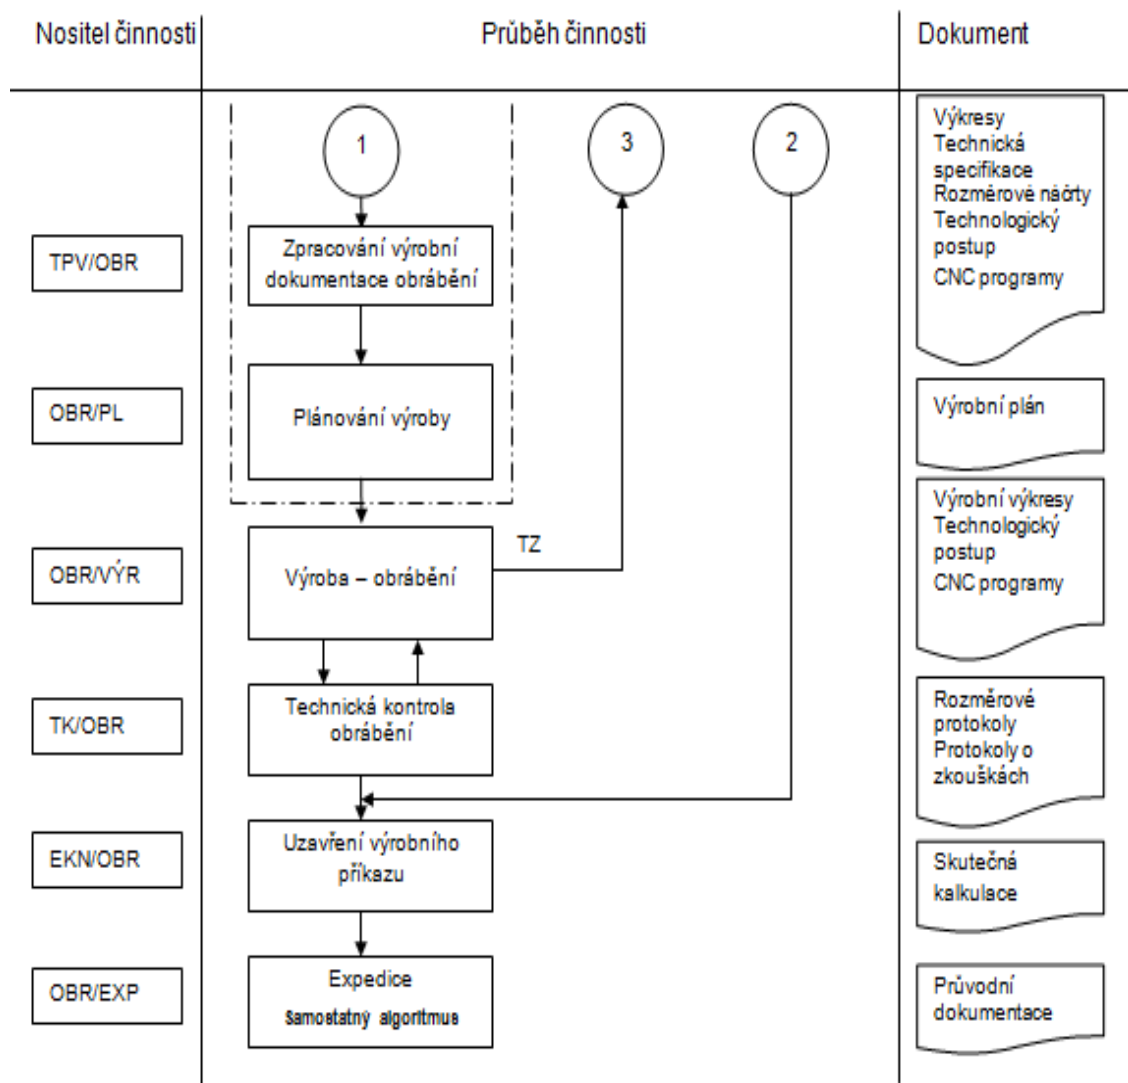 Nositel činnosti
Průběh činnosti
Dokument
1
3
2
Výkresy
Technická
specifikace
Rozměrové náčrty
Technologický
postup
CNC programy
TPV/OBR
Zpracování výrobní
dokumentace obrábění
OBR/PL
Plánování výroby
Výrobní plán
OBR/VÝR
Výroba – obrábění
TZ
Výrobní výkresy
Technologický
postup
CNC programy
TK/OBR
Technická kontrola
obrábění
Rozměrové
protokoly
Protokoly o
zkouškách
EKN/OBR
Uzavření výrobního
příkazu
Skutečná
kalkulace
OBR/EXP
Expedice
Samostatný algoritmus
Průvodní
dokumentace